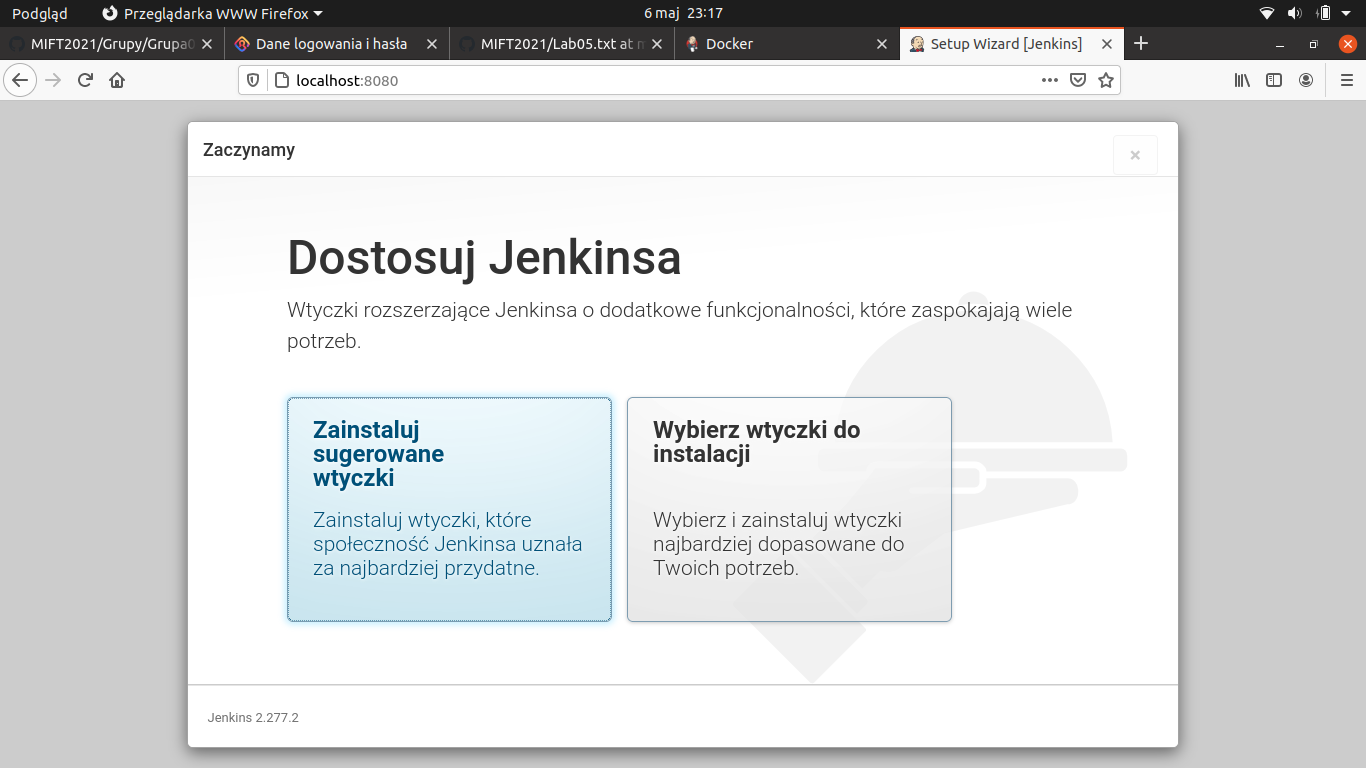 Podgląd
Przeglądarka WWW Firefox
6 maj 23:17
MIFT2021/Grupy/Grupa0
Dane logowania i hasła
MIFT2021/Lab05.txt at
Docker
Setup Wizard [Jenkins]
localhost:8080
Zaczynamy
Dostosuj Jenkinsa
Wtyczki rozszerzające Jenkinsa o dodatkowe funkcjonalności, które zaspokajają wiele
potrzeb.
Zainstaluj
sugerowane
wtyczki
Zainstaluj wtyczki, które
społeczność Jenkinsa uznała
za najbardziej przydatne.
Wybierz wtyczki do
instalacji
Wybierz i zainstaluj wtyczki
najbardziej dopasowane do
Twoich potrzeb.
Jenkins 2.277.2